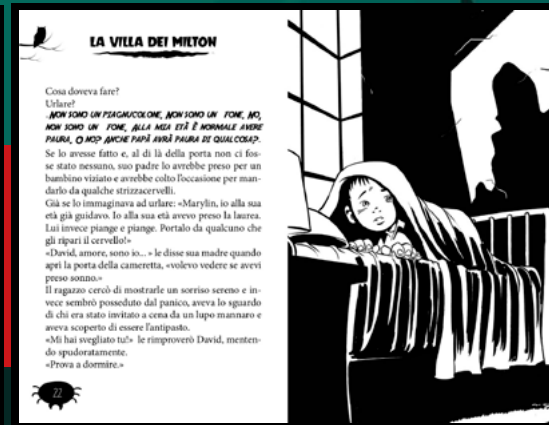 LA VILLA DEI MILTON
Cosa doveva fare?
Urlare?
.NON SONO UN PIAGNUCOLONE, NON SONO UN FONE, NO,
NON SONO UN FONE, ALLA MIA ETÀ È NORMALE AVERE
PAURA, O NO? ANCHE PAPÀ AVRÀ PAURA DI QUALCOSA?.
Se lo avesse fatto e, al di là della porta non ci fos-
se stato nessuno, suo padre lo avrebbe preso per un
bambino viziato e avrebbe colto l'occasione per man-
darlo da qualche strizzacervelli.
Già se lo immaginava ad urlare: «Marylin, io alla sua
età già guidavo. Io alla sua età avevo preso la laurea.
Lui invece piange e piange. Portalo da qualcuno che
gli ripari il cervello!»
«David, amore, sono io... » le disse sua madre quando
aprì la porta della cameretta, «volevo vedere se avevi
preso sonno.»
Il ragazzo cercò di mostrarle un sorriso sereno e in-
vece sembrò posseduto dal panico, aveva lo sguardo
di chi era stato invitato a cena da un lupo mannaro e
aveva scoperto di essere l'antipasto.
«Mi hai svegliato tu!» le rimproverò David, menten-
do spudoratamente.
«Prova a dormire.»
22